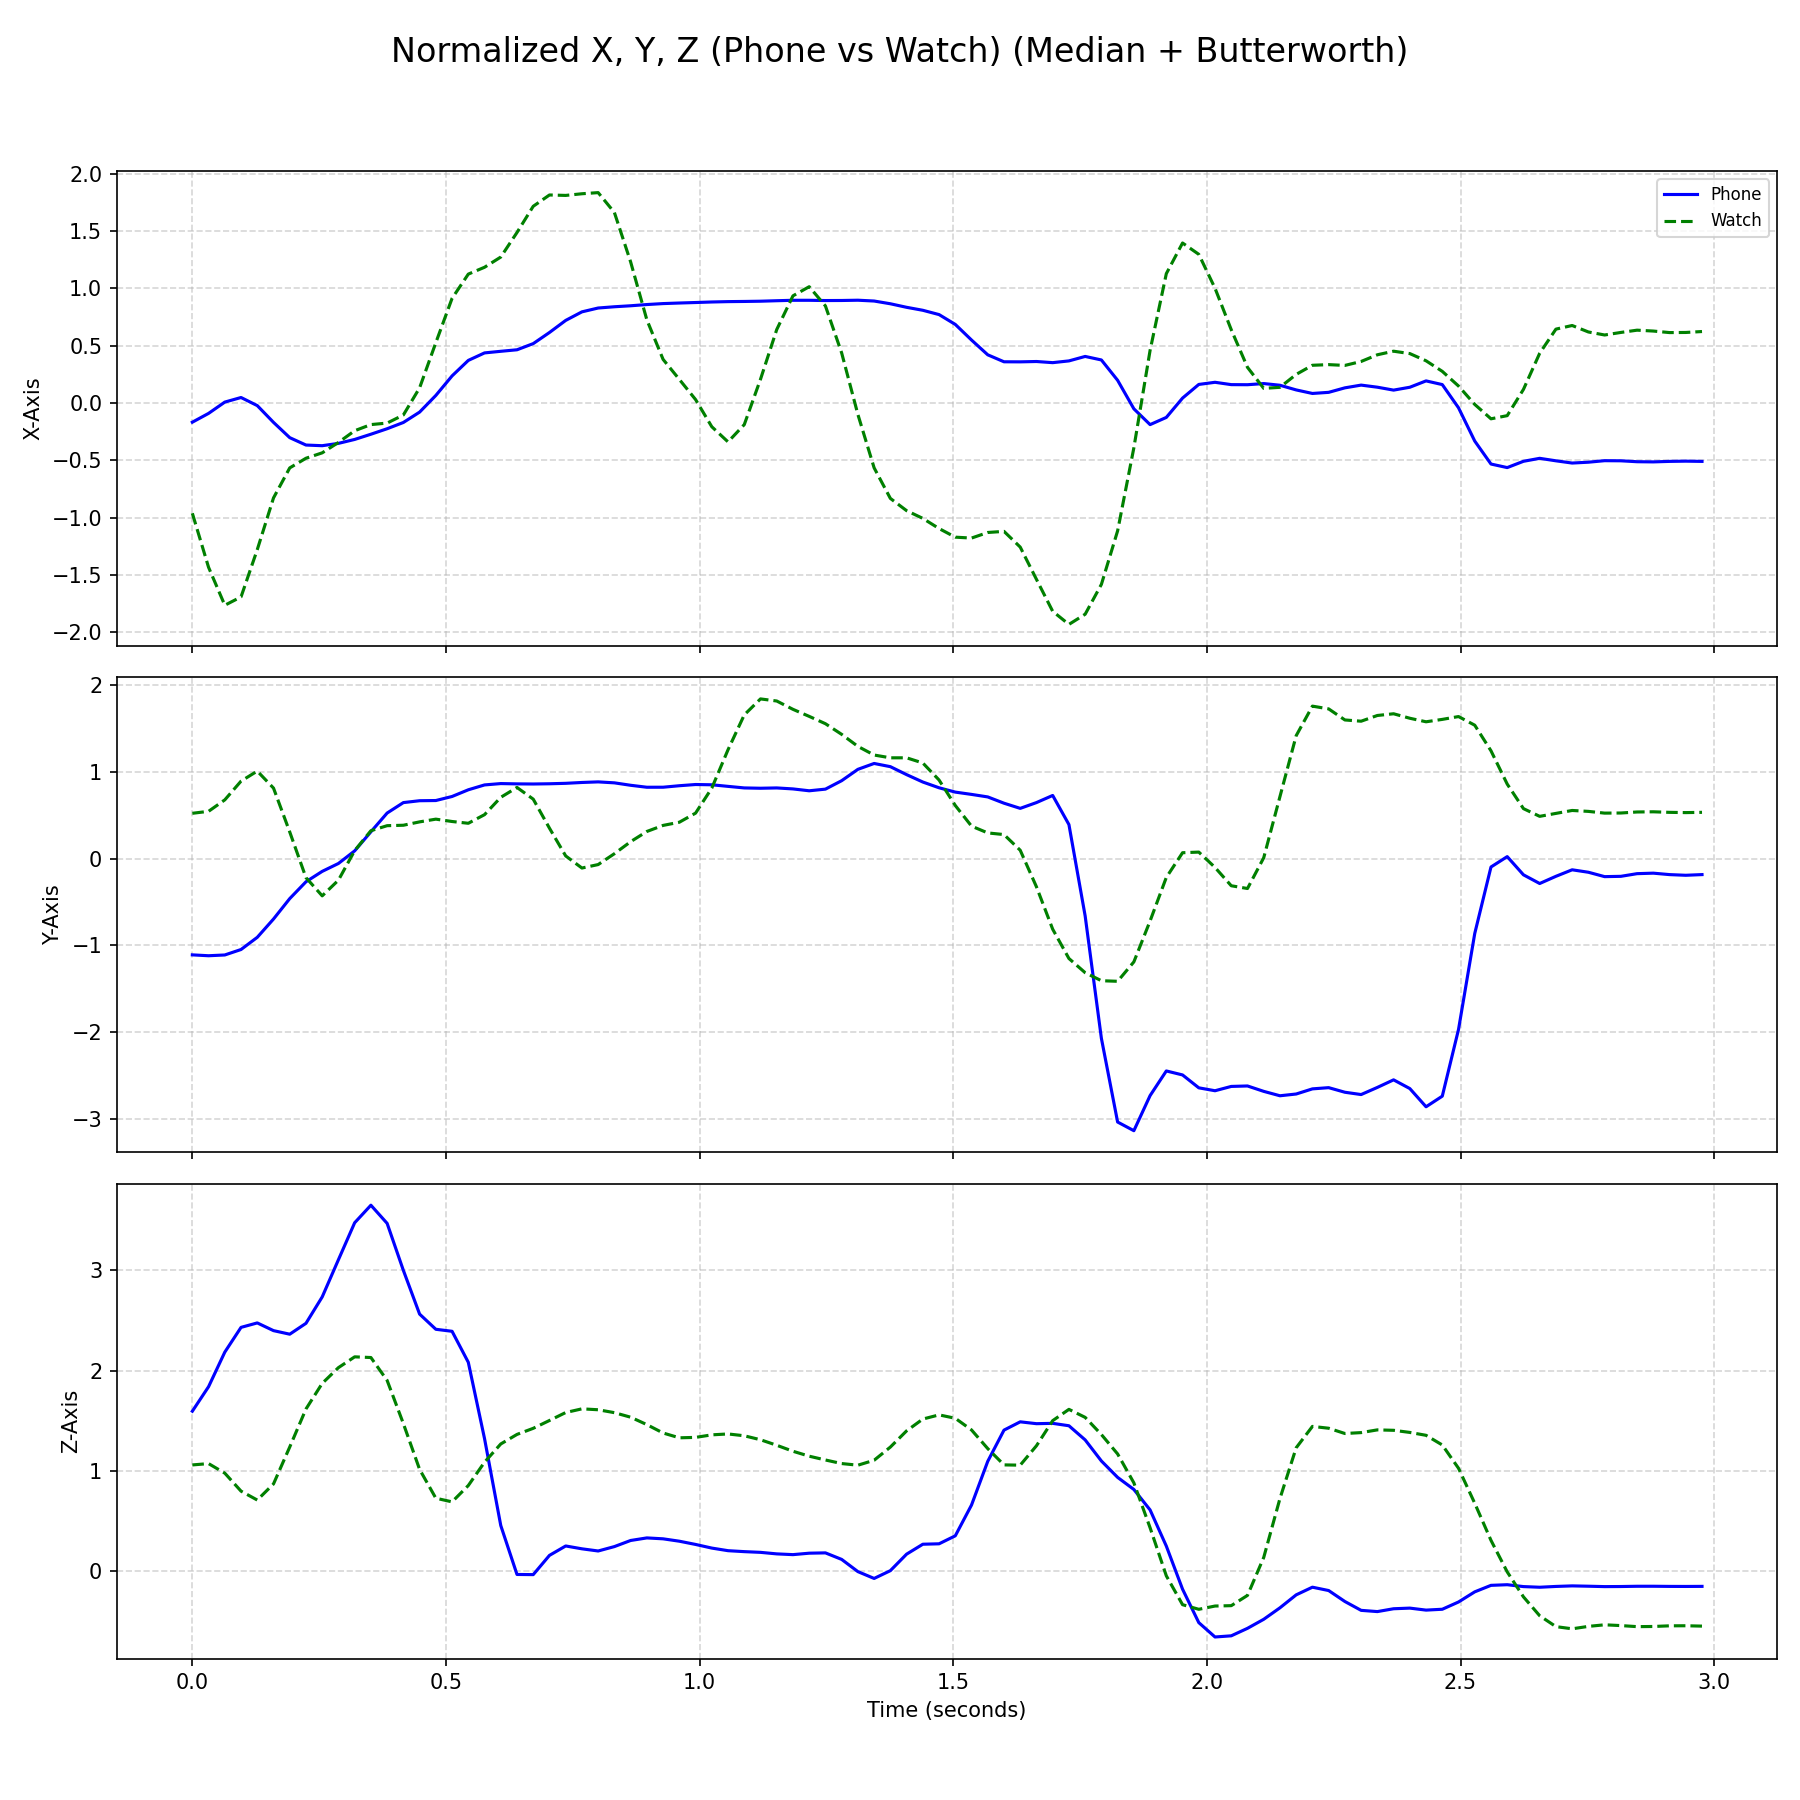 Normalized X, Y, Z (Phone vs Watch) (Median + Butterworth)
Phone
Watch
X-Axis
2.0
1.5
1.0
0.5
0.0
−0.5
−1.0
−1.5
−2.0
Y-Axis
2
1
0
−1
−2
−3
Z-Axis
3
2
1
0
0.0 0.5 1.0 1.5 2.0 2.5 3.0
Time (seconds)